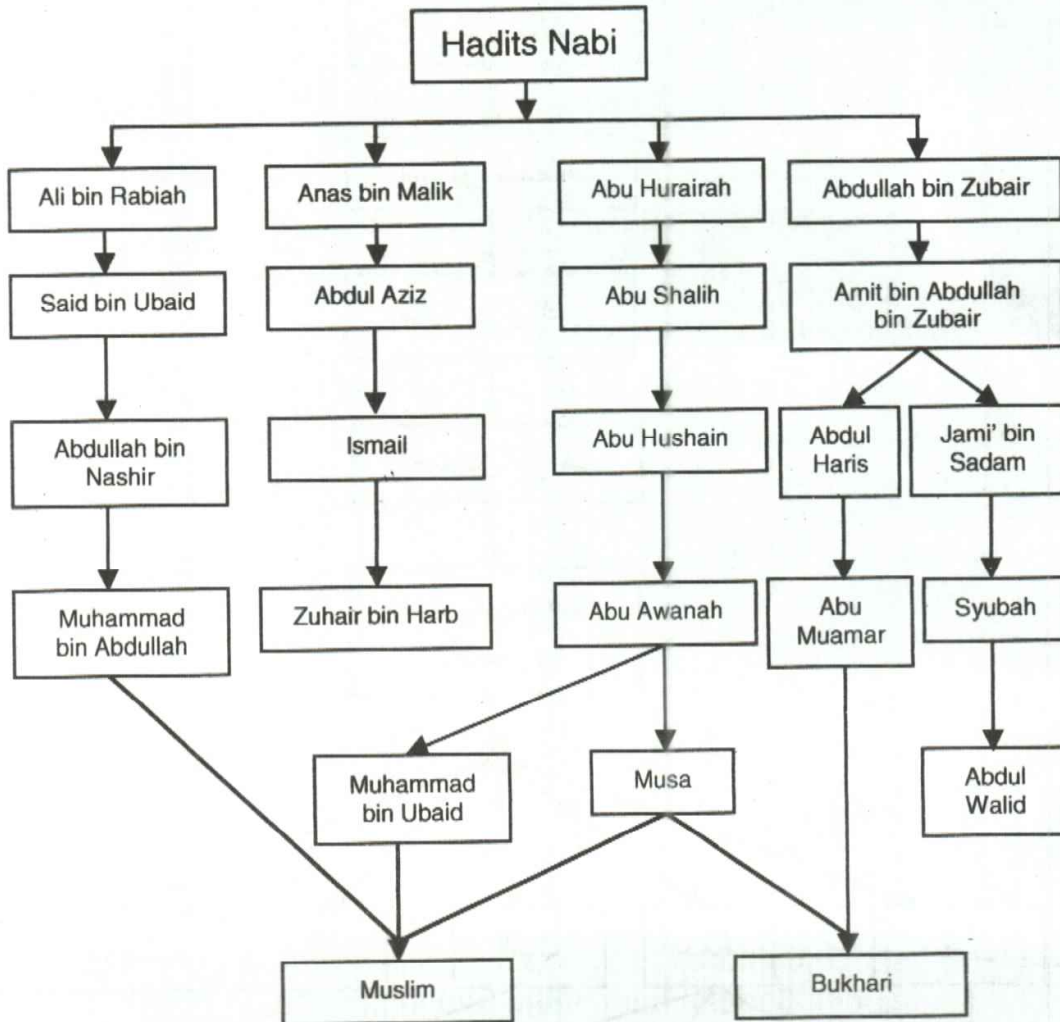 Hadits Nabi
Ali bin Rabiah
Anas bin Malik
Abu Hurairah
Abdullah bin Zubair
Said bin Ubaid
Abdul Aziz
Abu Shalih
Amit bin Abdullah
bin Zubair
Abdullah bin
Nashir
Ismail
Abu Hushain
Abdul
Haris
Jami' bin
Sadam
Muhammad
bin Abdullah
Zuhair bin Harb
Abu Awanah
Abu
Muamar
Syubah
Muhammad
bin Ubaid
Musa
Abdul
Walid
Muslim
Bukhari